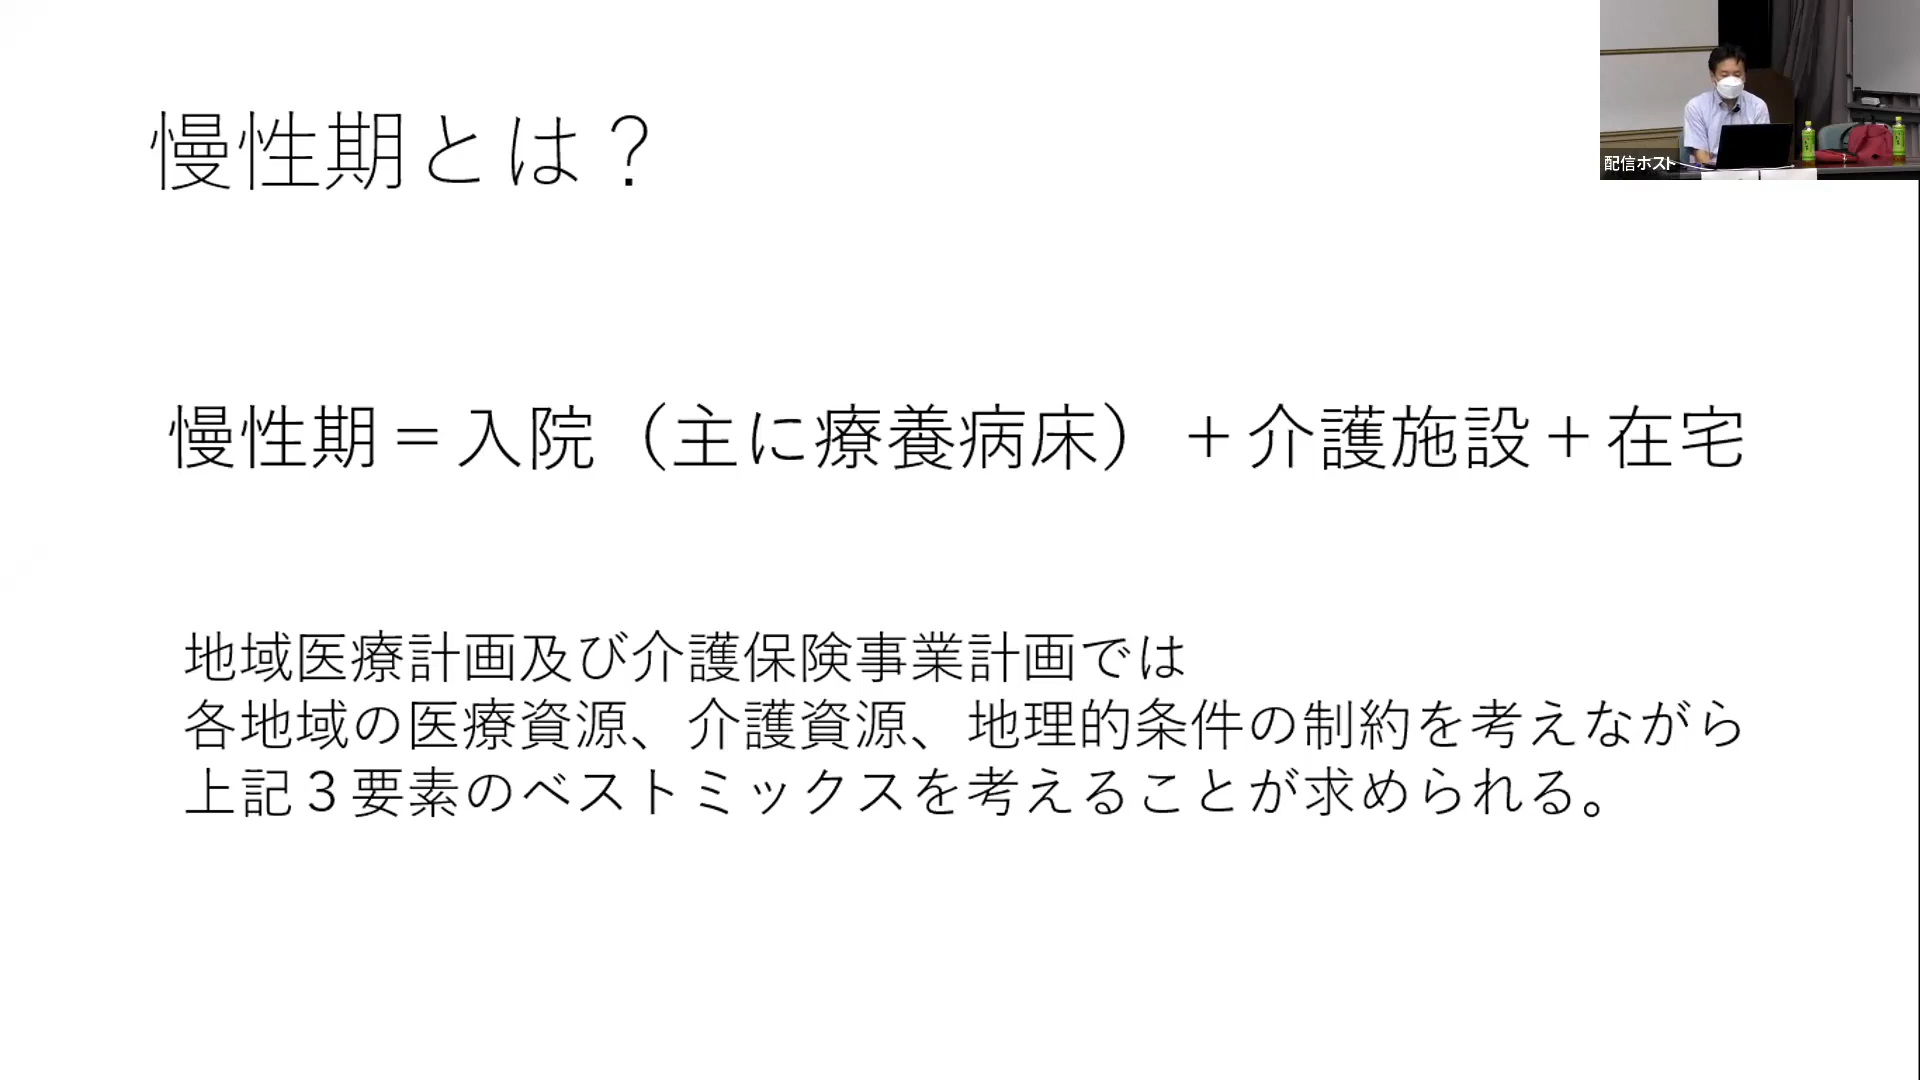 慢性期とは？
配信ホスト
慢性期＝入院（主に療養病床）＋介護施設＋在宅
地域医療計画及び介護保険事業計画では
各地域の医療資源、介護資源、地理的条件の制約を考えながら
上記３要素のベストミックスを考えることが求められる。